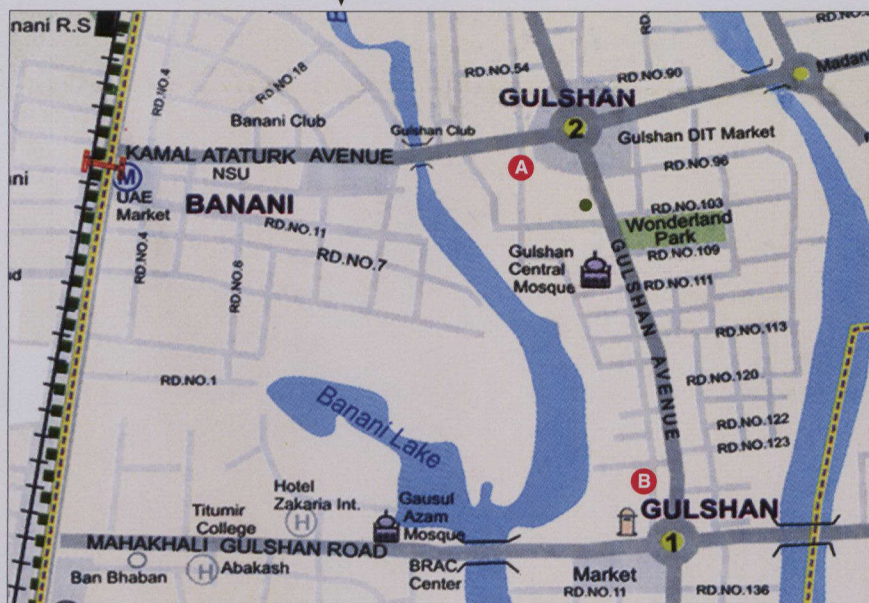 nani R.S
RD.NO.4
RD.NO.18
RD.NO.54
RD.NO.90
Madani
GULSHAN
2
Banani Club
Gulshan Club
Gulshan DIT Market
KAMAL ATATURK AVENUE
NSU
A
RD.NO.96
M
UAE
Market
BANANI
RD.NO.103
Wonderland
Park
RD.NO.11
RD.NO.4
RD.NO.7
Gulshan
Central
Mosque
RD.NO.109
RD.NO.111
GULSHAN AVENUE
RD.NO.113
RD.NO.1
RD.NO.120
Banani Lake
RD.NO.122
RD.NO.123
B
Hotel
Zakaria Int.
H
Gausul
Azam
Mosque
Titumir
College
GULSHAN
1
MAHAKHALI GULSHAN ROAD
Ban Bhaban
H
Abakash
BRAC
Center
Market
RD.NO.11
RD.NO.136